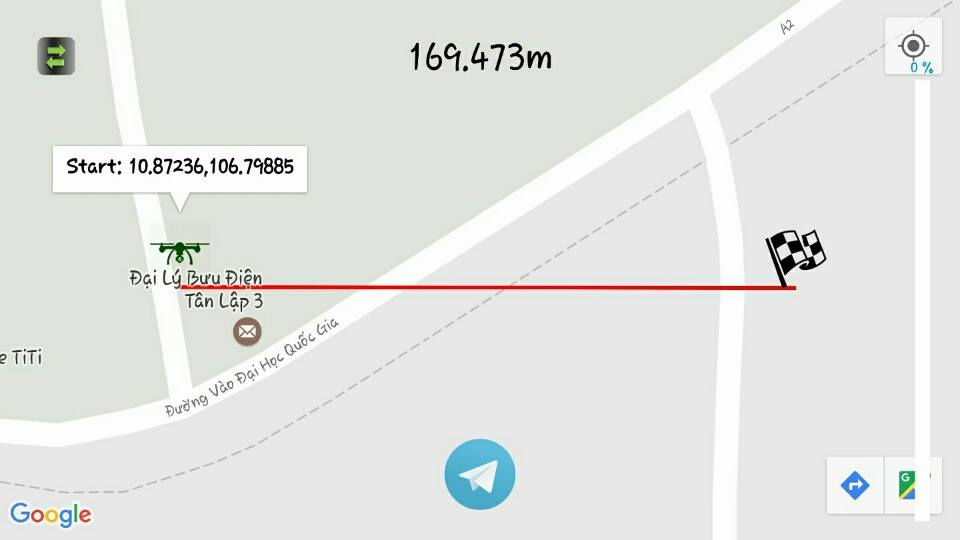 169.473m
A2
0 %
Start: 10.87236,106.79885
Đại Lý Bưu Điện
Tân Lập 3
e TiTi
Đường Vào Đại Học Quốc Gia
G
Google